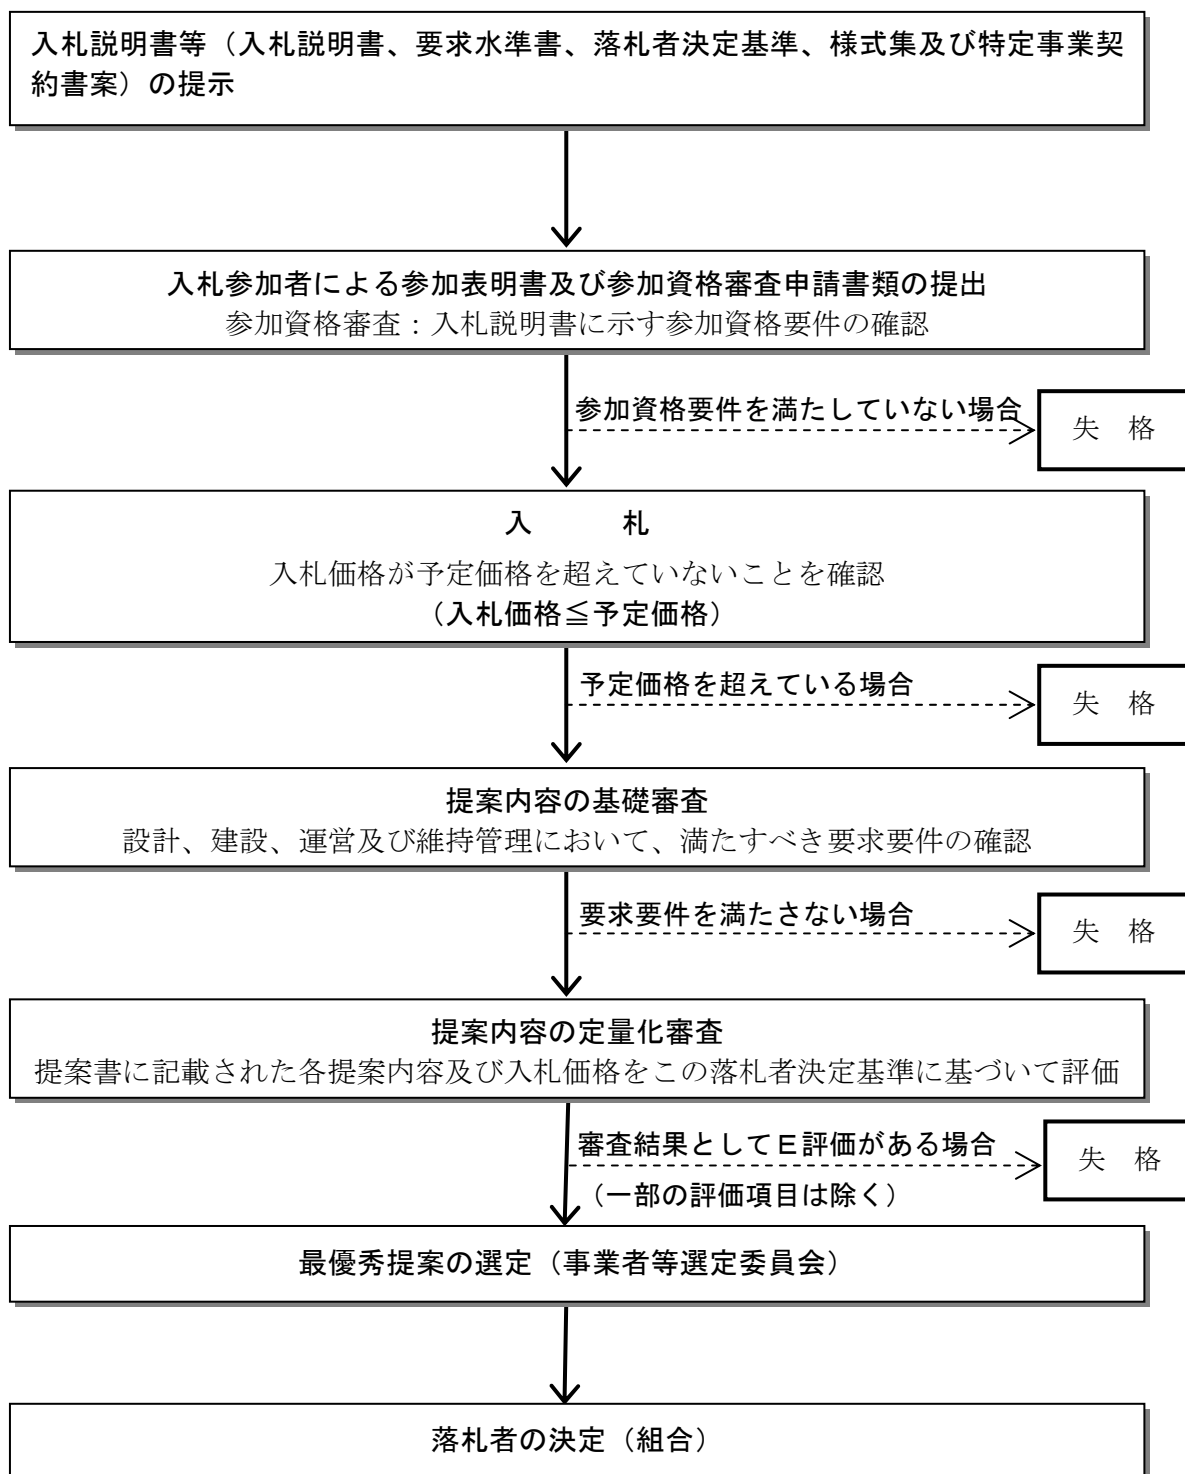 入札説明書等（入札説明書、要求水準書、落札者決定基準、様式集及び特定事業契
約書案）の提示
入札参加者による参加表明書及び参加資格審査申請書類の提出
参加資格審査：入札説明書に示す参加資格要件の確認
参加資格要件を満たしていない場合
失　格
入　　　札
入札価格が予定価格を超えていないことを確認
（入札価格≦予定価格）
予定価格を超えている場合
失　格
提案内容の基礎審査
設計、建設、運営及び維持管理において、満たすべき要求要件の確認
要求要件を満たさない場合
失　格
提案内容の定量化審査
提案書に記載された各提案内容及び入札価格をこの落札者決定基準に基づいて評価
審査結果としてＥ評価がある場合
（一部の評価項目は除く）
失　格
最優秀提案の選定（事業者等選定委員会）
落札者の決定（組合）